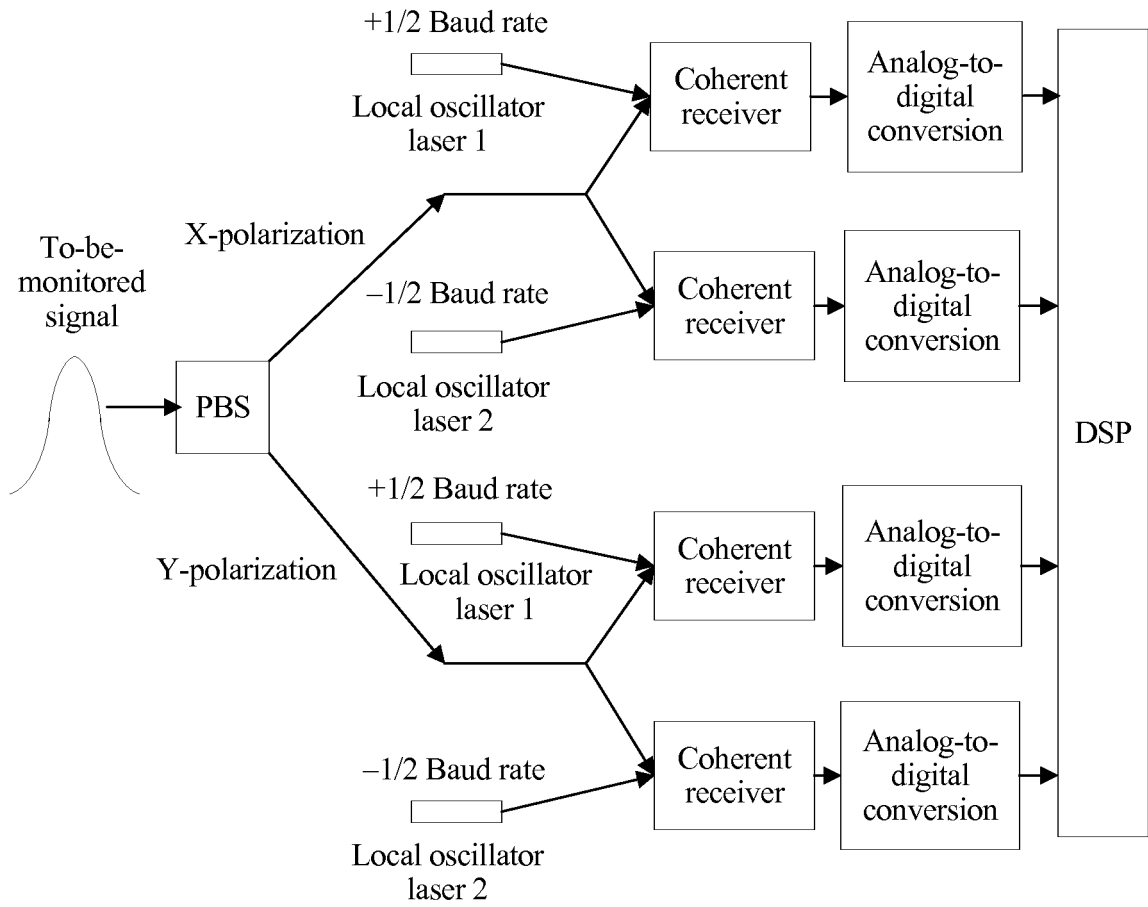 +1/2 Baud rate
Local oscillator
laser 1
Coherent
receiver
Analog-to-
digital
conversion
X-polarization
To-be-
monitored
signal
–1/2 Baud rate
Local oscillator
laser 2
Coherent
receiver
Analog-to-
digital
conversion
PBS
DSP
+1/2 Baud rate
Local oscillator
laser 1
Coherent
receiver
Analog-to-
digital
conversion
Y-polarization
–1/2 Baud rate
Local oscillator
laser 2
Coherent
receiver
Analog-to-
digital
conversion